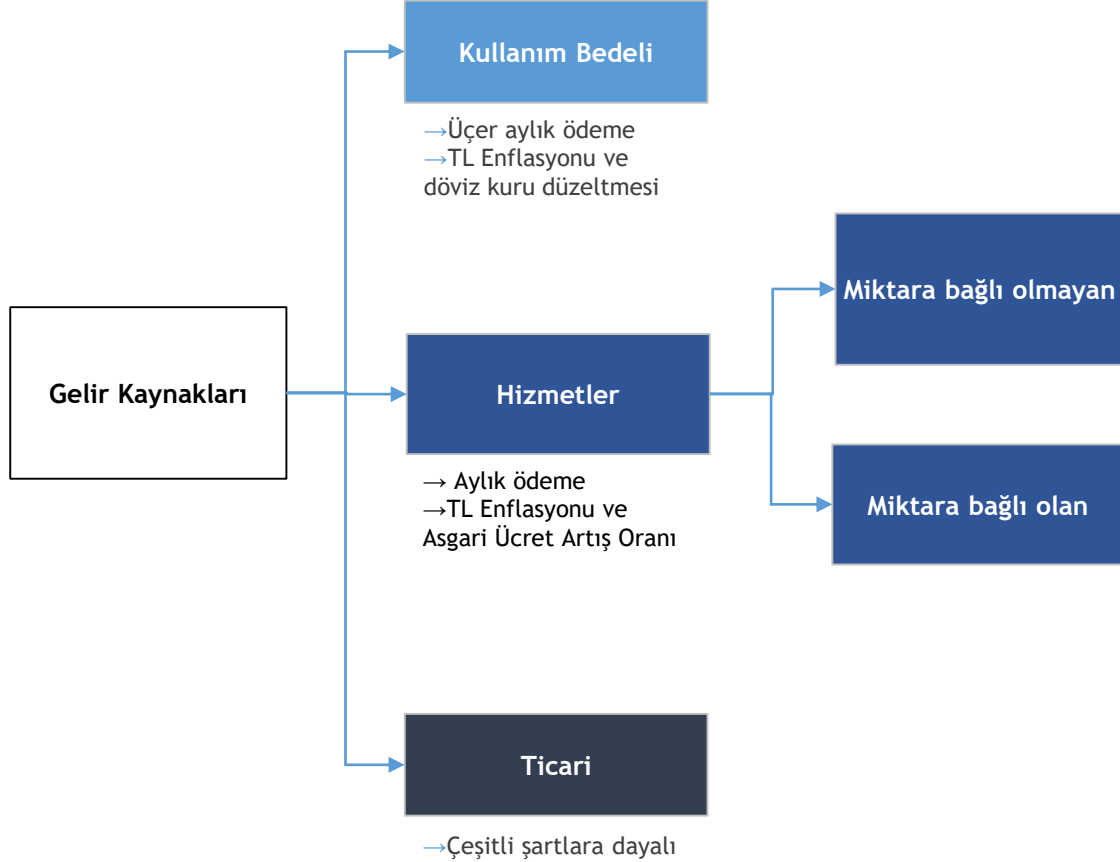 Kullanım Bedeli
→Üçer aylık ödeme
→TL Enflasyonu ve
döviz kuru düzeltmesi
Miktara bağlı olmayan
Gelir Kaynakları
Hizmetler
→ Aylık ödeme
→TL Enflasyonu ve
Asgari Ücret Artış Oranı
Miktara bağlı olan
Ticari
→Çeşitli şartlara dayalı